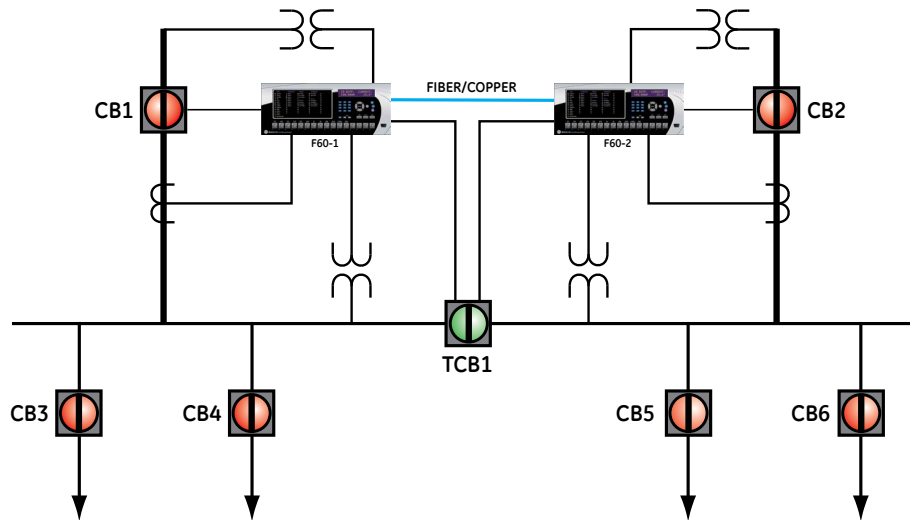 FIBER/COPPER
CB1
CB2
F60-1
F60-2
TCB1
CB3
CB4
CB5
CB6